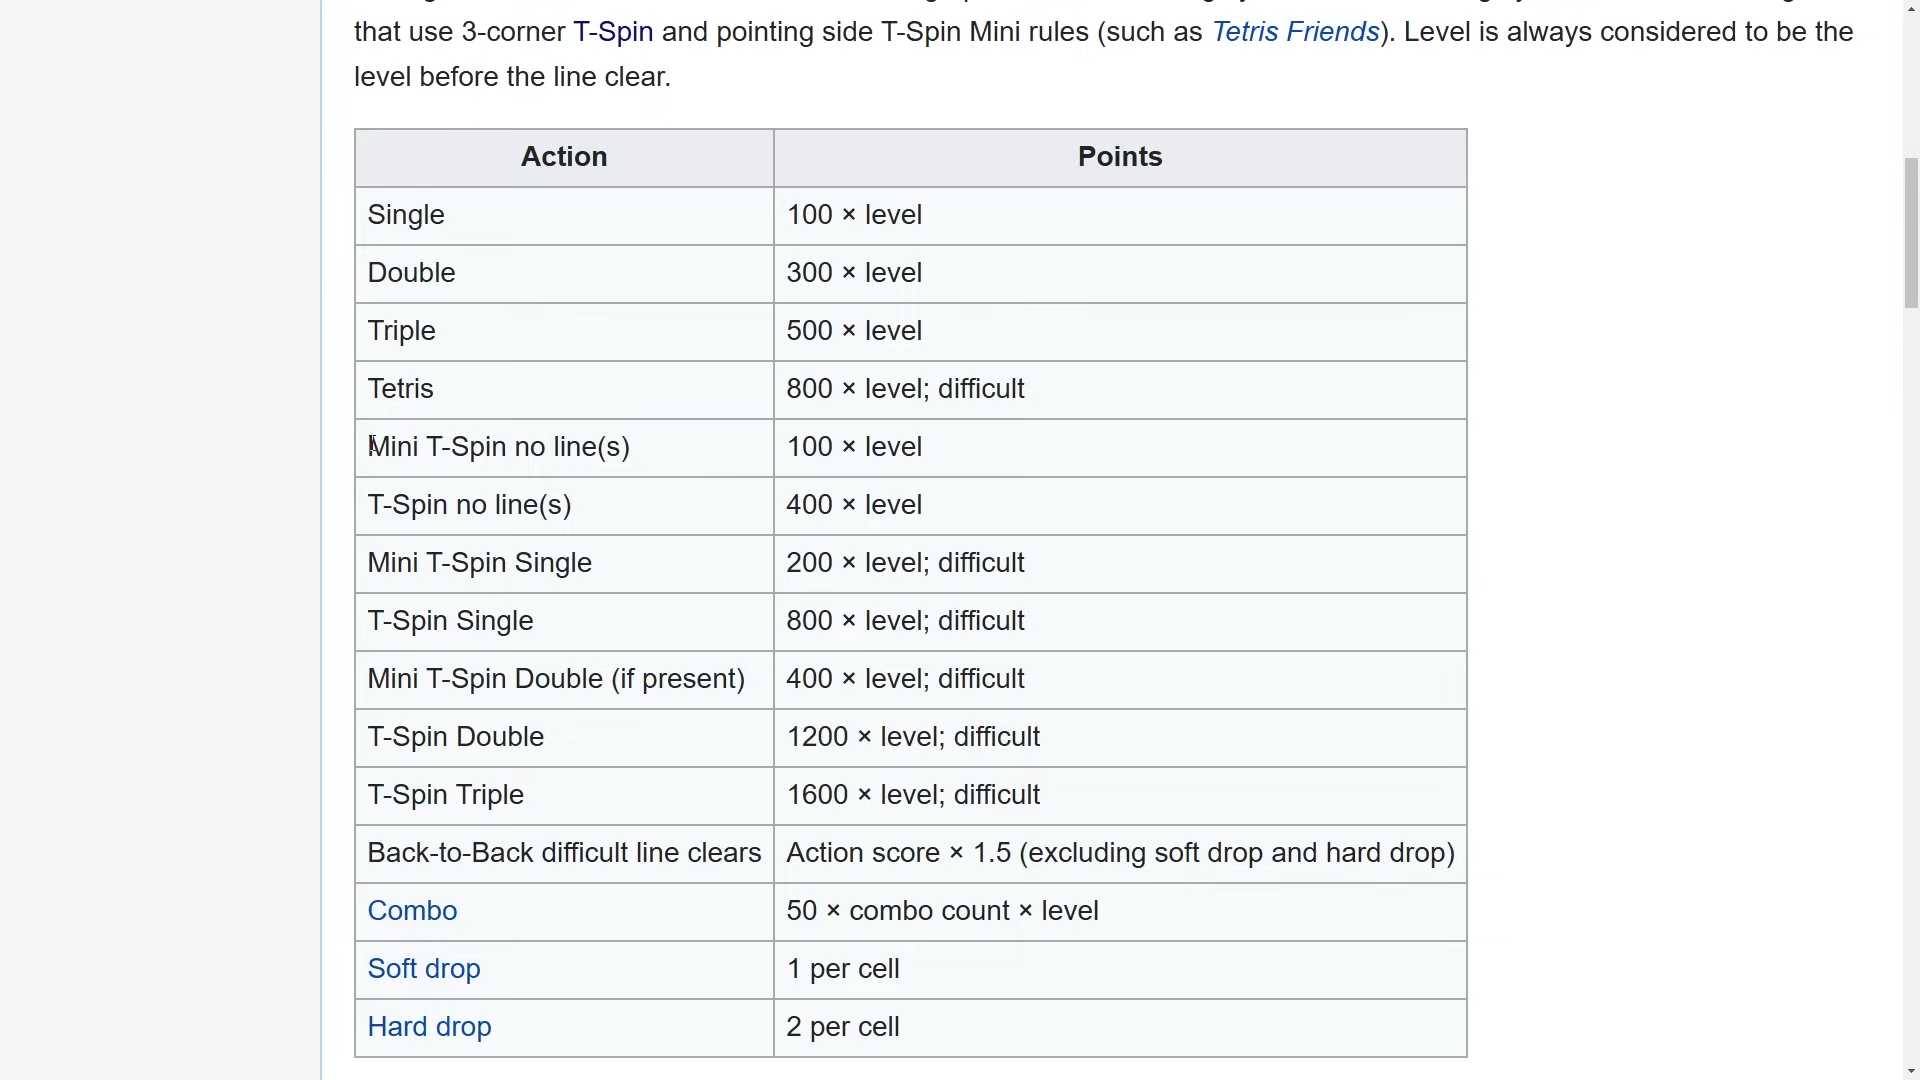 that use 3-corner T-Spin and pointing side T-Spin Mini rules (such as Tetris Friends). Level is always considered to be the
level before the line clear.
Action Points
Single 100 × level
Double 300 × level
Triple 500 × level
Tetris 800 × level; difficult
Mini T-Spin no line(s) 100 × level
T-Spin no line(s) 400 × level
Mini T-Spin Single 200 × level; difficult
T-Spin Single 800 × level; difficult
Mini T-Spin Double (if present) 400 × level; difficult
T-Spin Double 1200 × level; difficult
T-Spin Triple 1600 × level; difficult
Back-to-Back difficult line clears Action score × 1.5 (excluding soft drop and hard drop)
Combo 50 × combo count × level
Soft drop 1 per cell
Hard drop 2 per cell